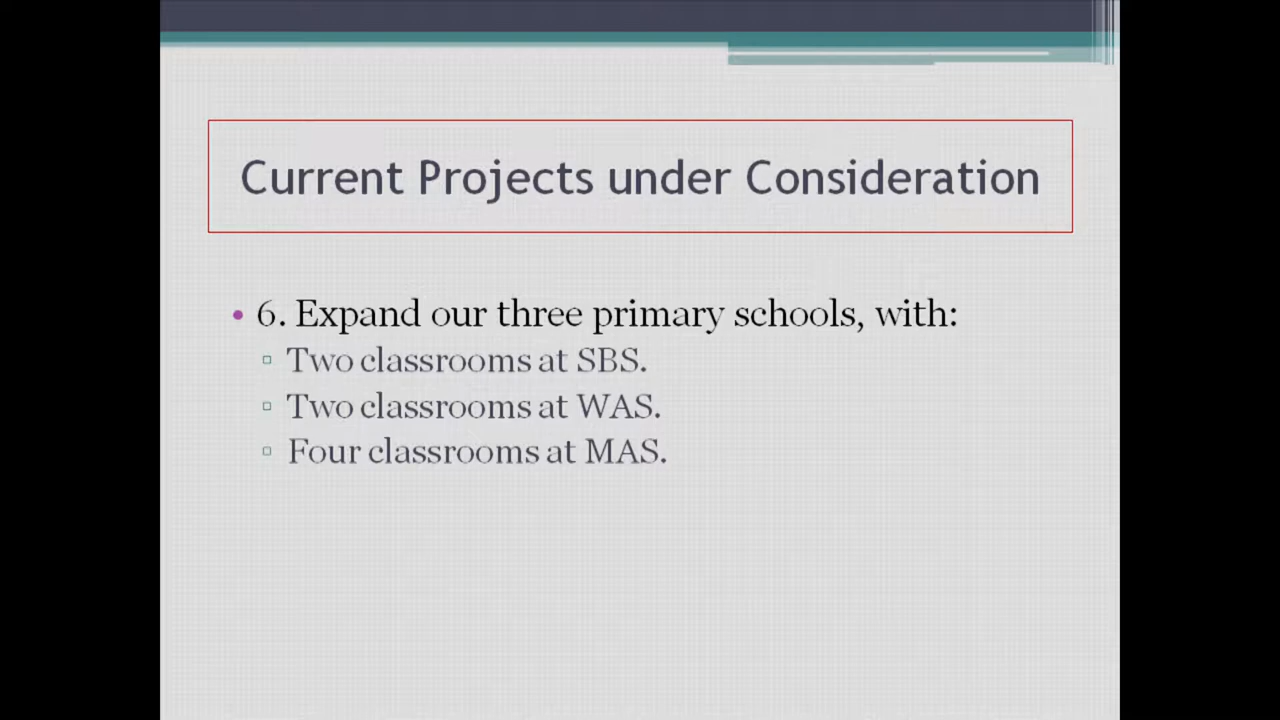 Current Projects under Consideration
• 6. Expand our three primary schools, with:
▫ Two classrooms at SBS.
▫ Two classrooms at WAS.
▫ Four classrooms at MAS.